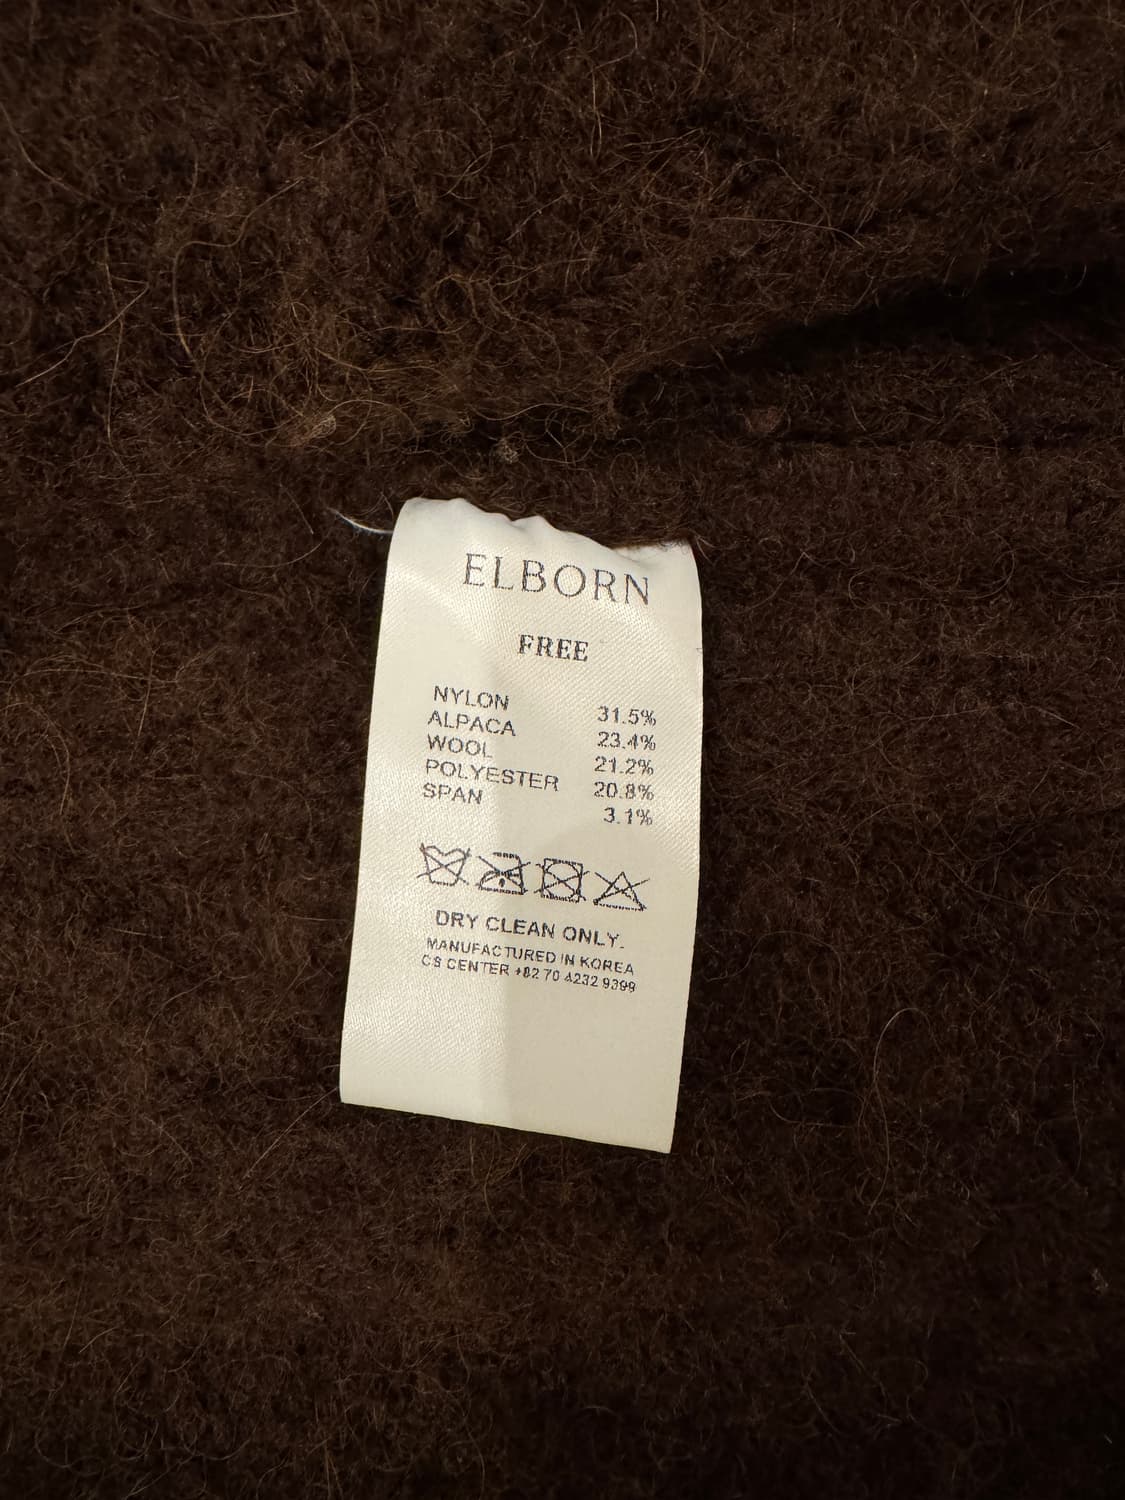 ELBORN
FREE
NYLON 31.5%
ALPACA 23.4%
WOOL 21.2%
POLYESTER 20.8%
SPAN 3.1%
DRY CLEAN ONLY.
MANUFACTURED IN KOREA
CS CENTER +82 70 4232 9399